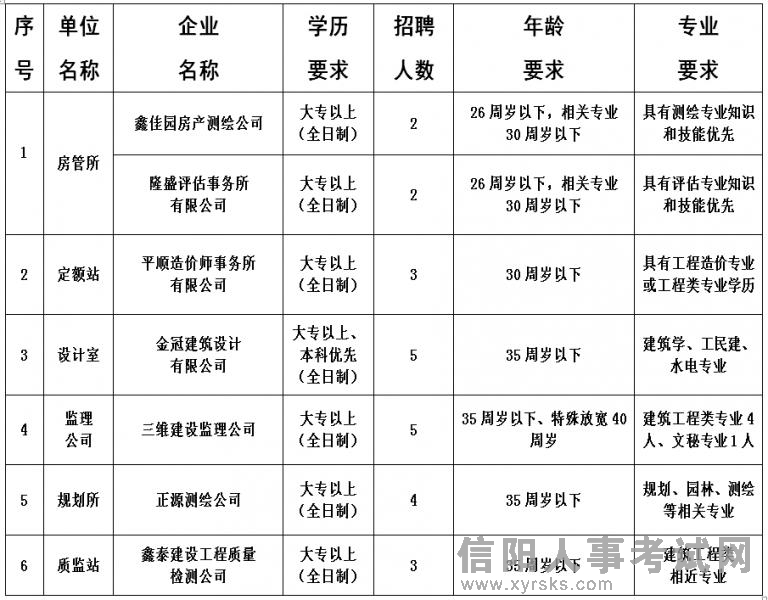 序号 单位名称 企业名称 学历要求 招聘人数 年龄要求 专业要求
1 房管所 鑫佳园房产测绘公司 大专以上（全日制） 2 26周岁以下，相关专业30周岁以下 具有测绘专业知识和技能优先
隆盛评估事务所有限公司 大专以上（全日制） 2 26周岁以下，相关专业30周岁以下 具有评估专业知识和技能优先
2 定额站 平顺造价师事务所有限公司 大专以上（全日制） 3 30周岁以下 具有工程造价专业或工程类专业学历
3 设计室 金冠建筑设计有限公司 大专以上、本科优先（全日制） 5 35周岁以下 建筑学、工民建、水电专业
4 监理公司 三维建设监理公司 大专以上（全日制） 5 35周岁以下、特殊放宽40周岁 建筑工程类专业4人、文秘专业1人
5 规划所 正源测绘公司 大专以上（全日制） 4 35周岁以下 规划、园林、测绘等相关专业
6 质监站 鑫泰建设工程质量检测公司 大专以上（全日制） 3 35周岁以下 建筑工程类相近专业
信阳人事考试网
www.xyrsks.com